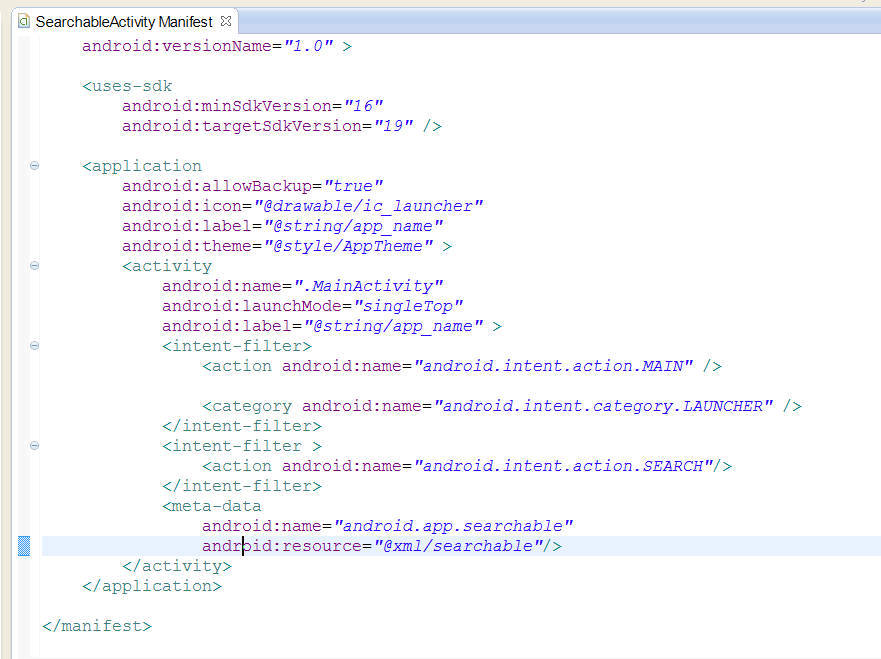 SearchableActivity Manifest
android:versionName="1.0" >
<uses-sdk
android:minSdkVersion="16"
android:targetSdkVersion="19" />
<application
android:allowBackup="true"
android:icon="@drawable/ic_launcher"
android:label="@string/app_name"
android:theme="@style/AppTheme" >
<activity
android:name=".MainActivity"
android:launchMode="singleTop"
android:label="@string/app_name" >
<intent-filter>
<action android:name="android.intent.action.MAIN" />
<category android:name="android.intent.category.LAUNCHER" />
</intent-filter>
<intent-filter >
<action android:name="android.intent.action.SEARCH"/>
</intent-filter>
<meta-data
android:name="android.app.searchable"
android:resource="@xml/searchable"/>
</activity>
</application>
</manifest>